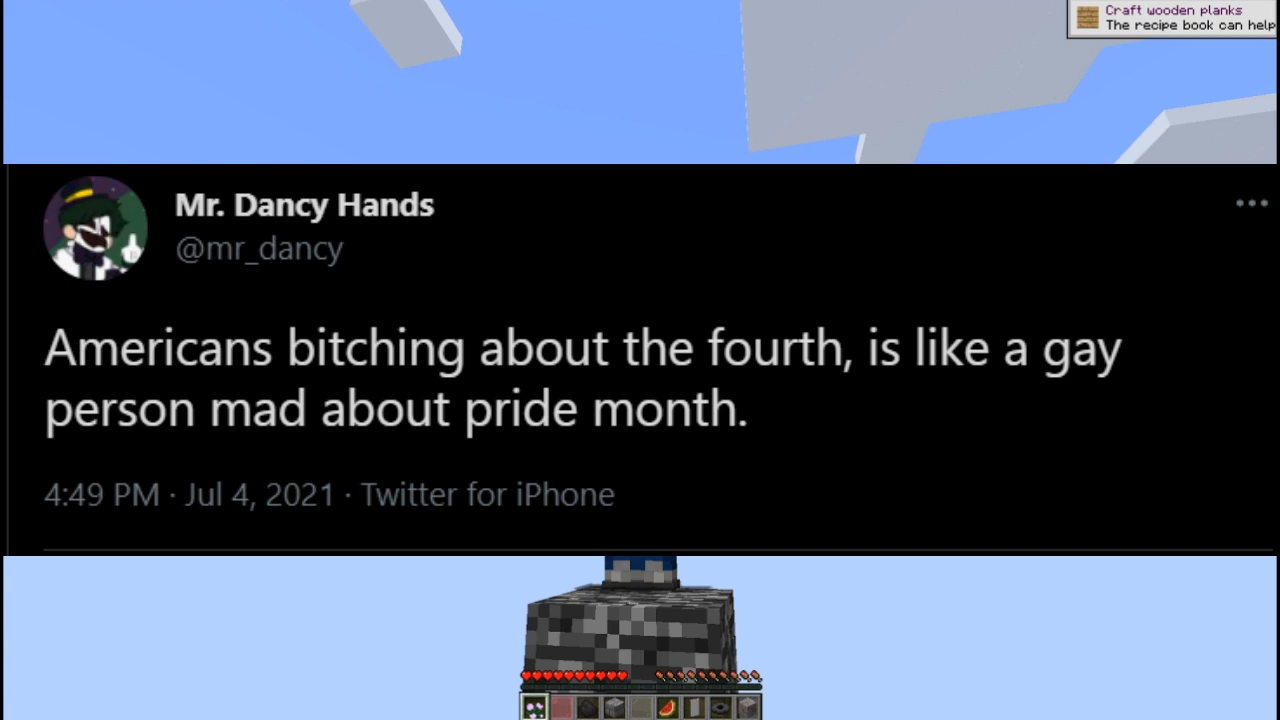 Craft wooden planks
The recipe book can help
Mr. Dancy Hands
@mr_dancy
Americans bitching about the fourth, is like a gay
person mad about pride month.
4:49 PM · Jul 4, 2021 · Twitter for iPhone